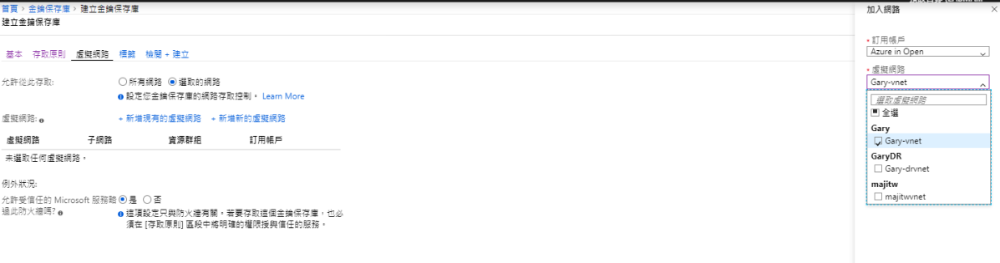 首頁 > 金鑰保存庫 > 建立金鑰保存庫
建立金鑰保存庫
基本 存取原則 虛擬網路 標籤 檢閱 + 建立
允許從此存取: 所有網路 選取的網路
設定您金鑰保存庫的網路存取控制。 Learn More
虛擬網路: + 新增現有的虛擬網路 + 新增新的虛擬網路
虛擬網路 子網路 資源群組 訂用帳戶
未選取任何虛擬網路。
例外狀況:
允許受信任的 Microsoft 服務略 是 否
過此防火牆嗎?
這項設定只與防火牆有關。若要存取這個金鑰保存庫，也必
須在 [存取原則] 區段中將明確的權限授與信任的服務。
加入網路
* 訂用帳戶
Azure in Open
* 虛擬網路
Gary-vnet
選取虛擬網路
全選
Gary
Gary-vnet
GaryDR
Gary-drvnet
majitw
majitwvnet